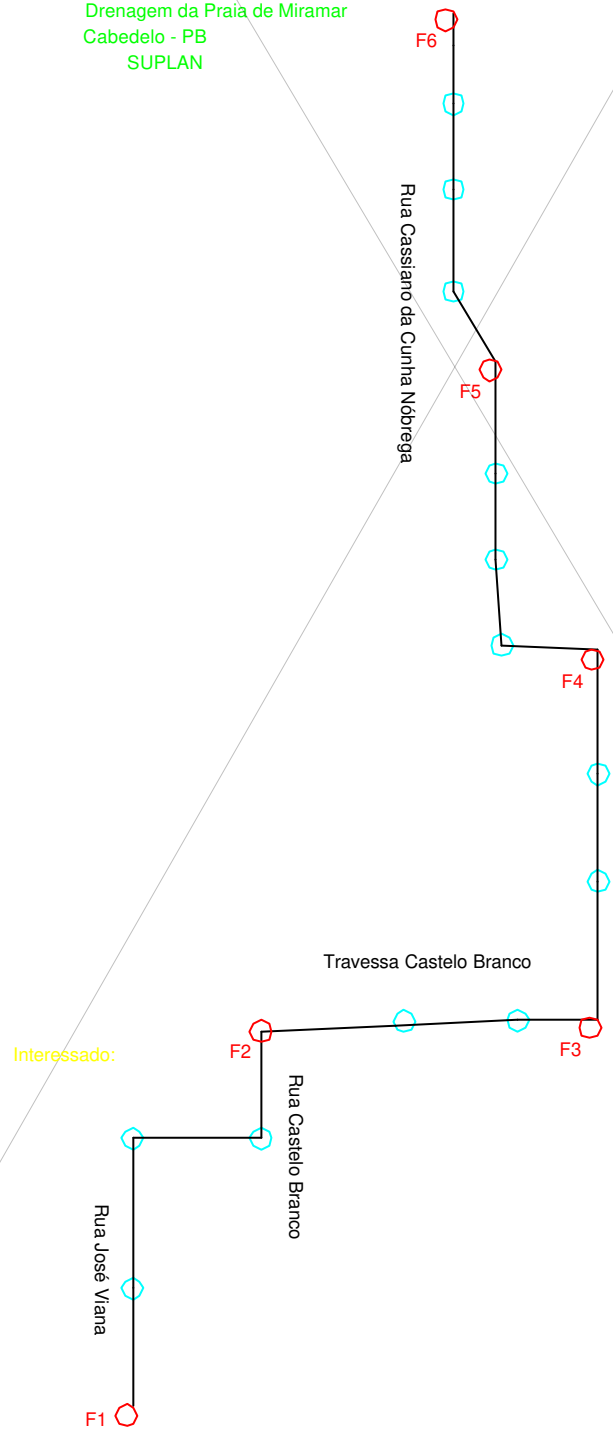 Drenagem da Praia de Miramar
Cabedelo - PB
SUPLAN
F6
Rua Cassiano da Cunha Nóbrega
F5
F4
Travessa Castelo Branco
F3
F2
Interessado:
Rua Castelo Branco
Rua José Viana
F1